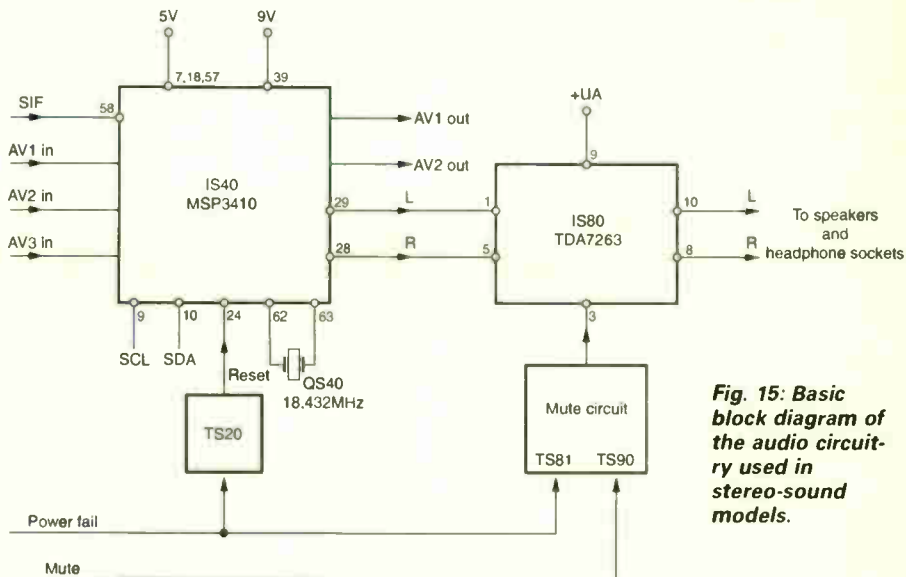 5V
9V
7,18,57
39
SIF
58
AV1 in
AV2 in
AV3 in
IS40
MSP3410
AV1 out
AV2 out
29
L
28
R
9
10
24
62
63
SCL
SDA
Reset
QS40
18,432MHz
TS20
+UA
9
1
5
IS80
TDA7263
10
L
8
R
To speakers
and
headphone sockets
3
Mute circuit
TS81
TS90
Power fail
Mute
Fig. 15: Basic
block diagram of
the audio circuit-
ry used in
stereo-sound
models.